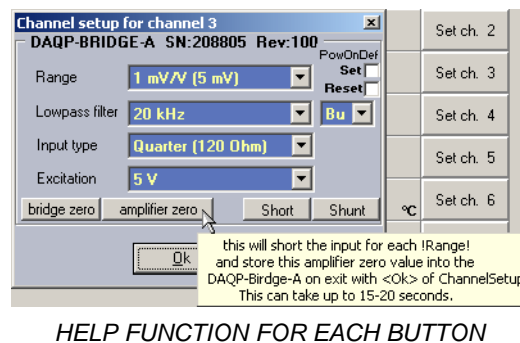 Channel setup for channel 3
DAQP-BRIDGE-A SN:208805 Rev:100
PowOnDef
Set
Reset
Range 1 mV/V (5 mV)
Lowpass filter 20 kHz Bu
Input type Quarter (120 Ohm)
Excitation 5 V
bridge zero amplifier zero Short Shunt
Ok
Set ch. 2
Set ch. 3
Set ch. 4
Set ch. 5
°C Set ch. 6
this will short the input for each !Range!
and store this amplifier zero value into the
DAQP-Birdge-A on exit with <Ok> of ChannelSetup
This can take up to 15-20 seconds.
HELP FUNCTION FOR EACH BUTTON